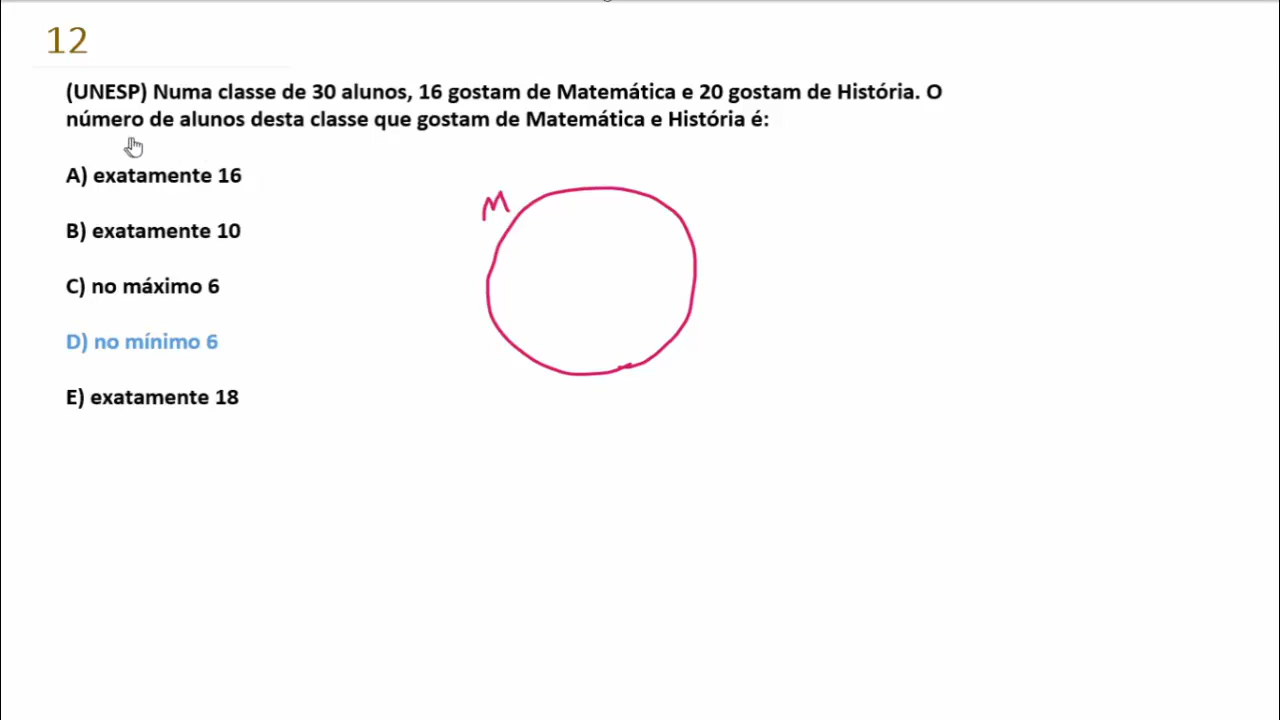 12
(UNESP) Numa classe de 30 alunos, 16 gostam de Matemática e 20 gostam de História. O
número de alunos desta classe que gostam de Matemática e História é:
A) exatamente 16
M
B) exatamente 10
C) no máximo 6
D) no mínimo 6
E) exatamente 18